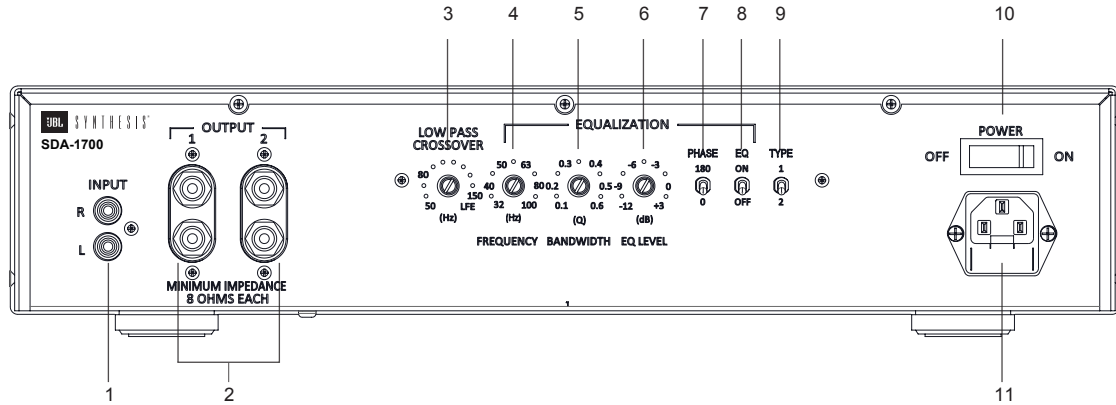 3 4 5 6 7 8 9 10
JBL SYNTHESIS
SDA-1700
OUTPUT
1 2
INPUT
R
L
MINIMUM IMPEDANCE
8 OHMS EACH
LOW PASS
CROSSOVER
80
150
50 LFE
(Hz)
EQUALIZATION
50 63
40 80
32 100
(Hz)
FREQUENCY
0.3 0.4
0.2 0.5
0.1 0.6
(Q)
BANDWIDTH
-6 -3
-9 0
-12 +3
(dB)
EQ LEVEL
PHASE
180
0
EQ
ON
OFF
TYPE
1
2
POWER
OFF ON
1 2 11